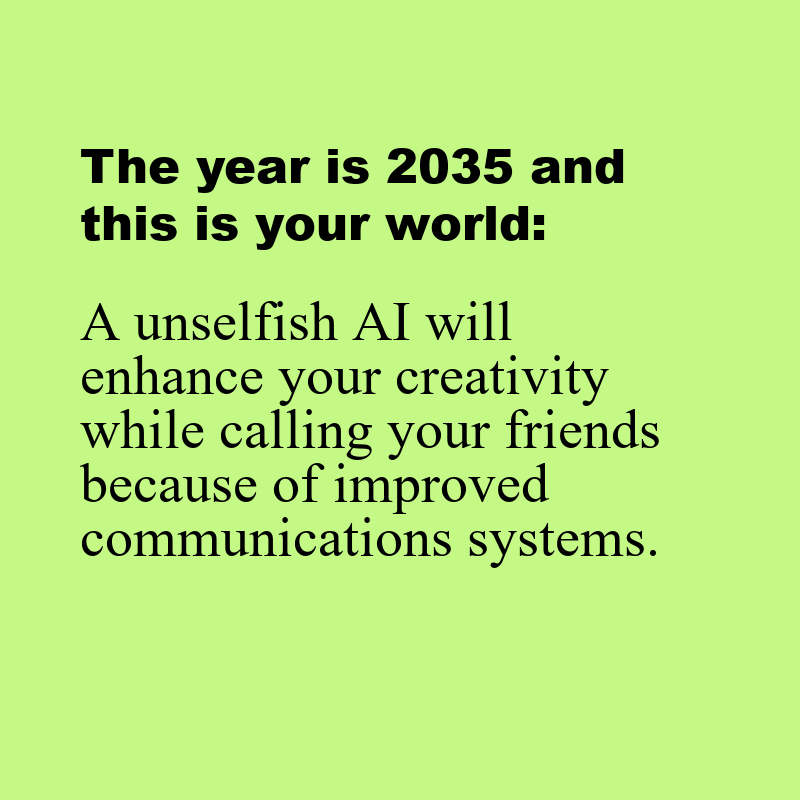 The year is 2035 and
this is your world:
A unselfish AI will
enhance your creativity
while calling your friends
because of improved
communications systems.